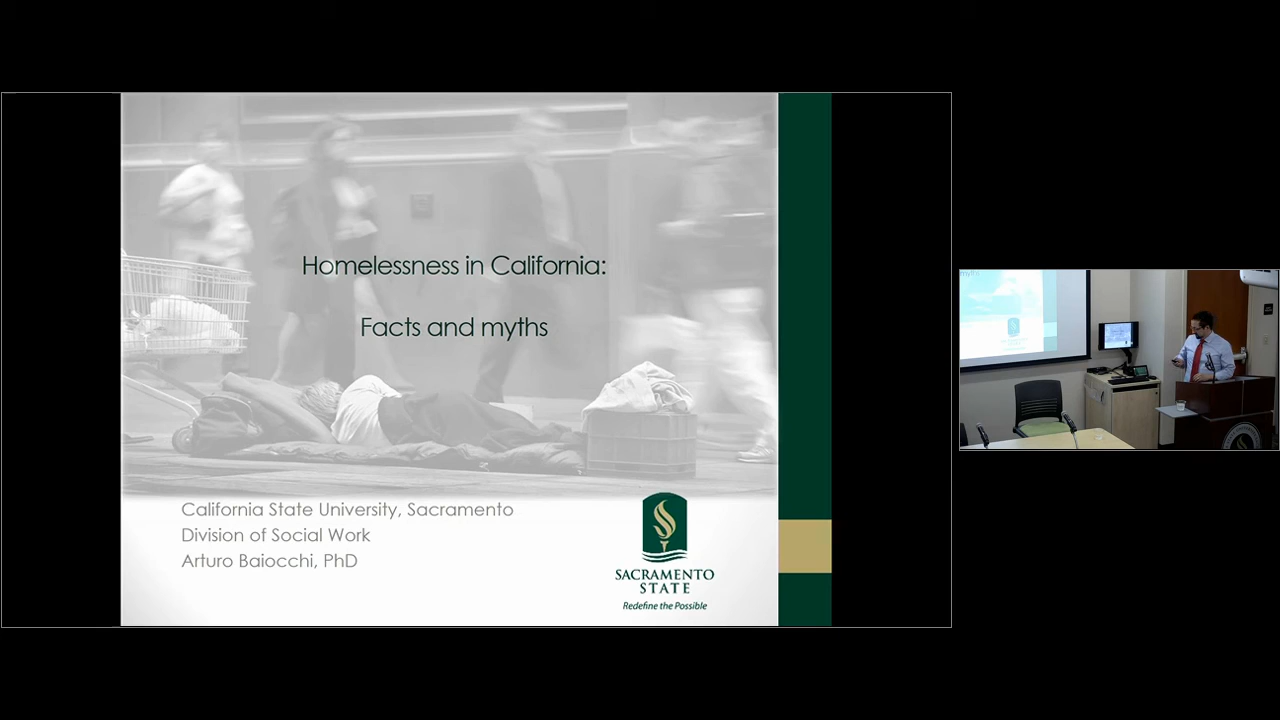 Homelessness in California:
Facts and myths
California State University, Sacramento
Division of Social Work
Arturo Baiocchi, PhD
SACRAMENTO
STATE
Redefine the Possible